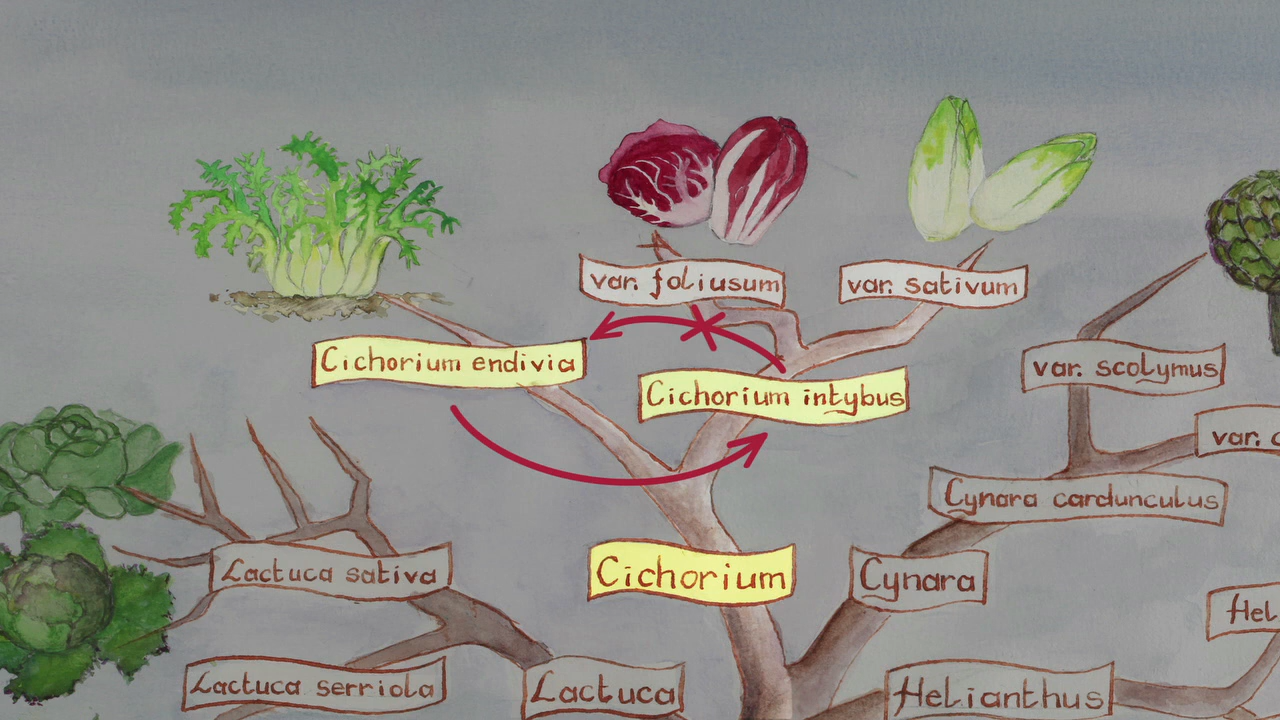 var. foliusum
var. sativum
Cichorium endivia
var. scolymus
Cichorium intybus
var.
Cynara cardunculus
Lactuca sativa
Cichorium
Cynara
Lactuca serriola
Lactuca
Helianthus